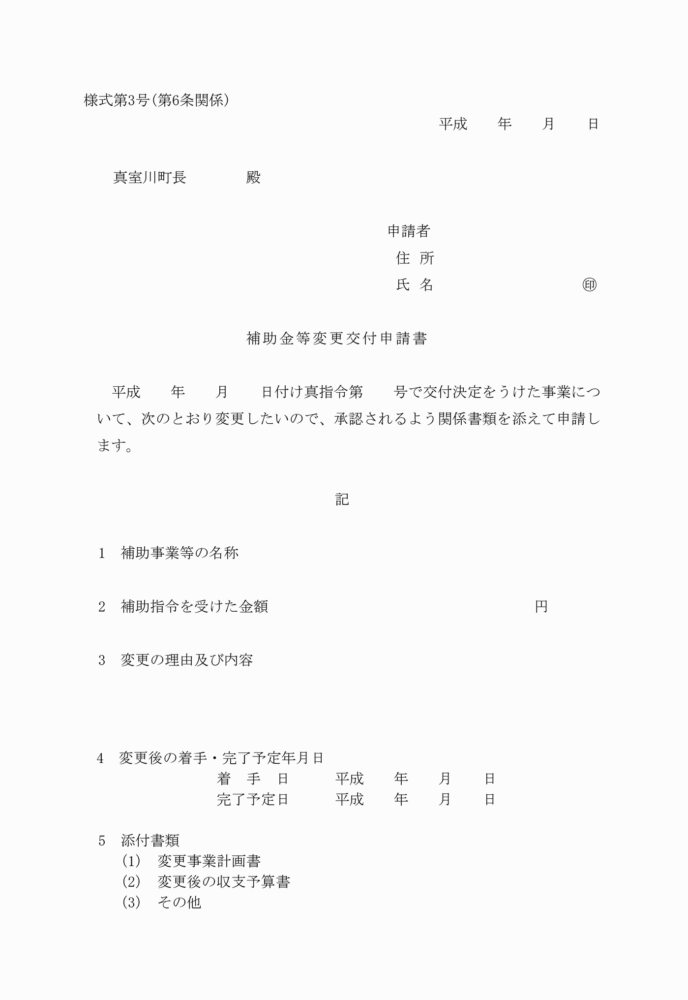 様式第3号(第6条関係)
平成　　年　　月　　日
真室川町長　　　　殿
申請者
住 所
氏 名　　　　　　　　　　㊞
補助金等変更交付申請書
平成　　年　　月　　日付け真指令第　　号で交付決定をうけた事業につ
いて、次のとおり変更したいので、承認されるよう関係書類を添えて申請し
ます。
記
1　補助事業等の名称
2　補助指令を受けた金額　　　　　　　　　　　　　　　　　　円
3　変更の理由及び内容
4　変更後の着手・完了予定年月日
着　手　日　　　平成　　年　　月　　日
完了予定日　　　平成　　年　　月　　日
5　添付書類
(1)　変更事業計画書
(2)　変更後の収支予算書
(3)　その他